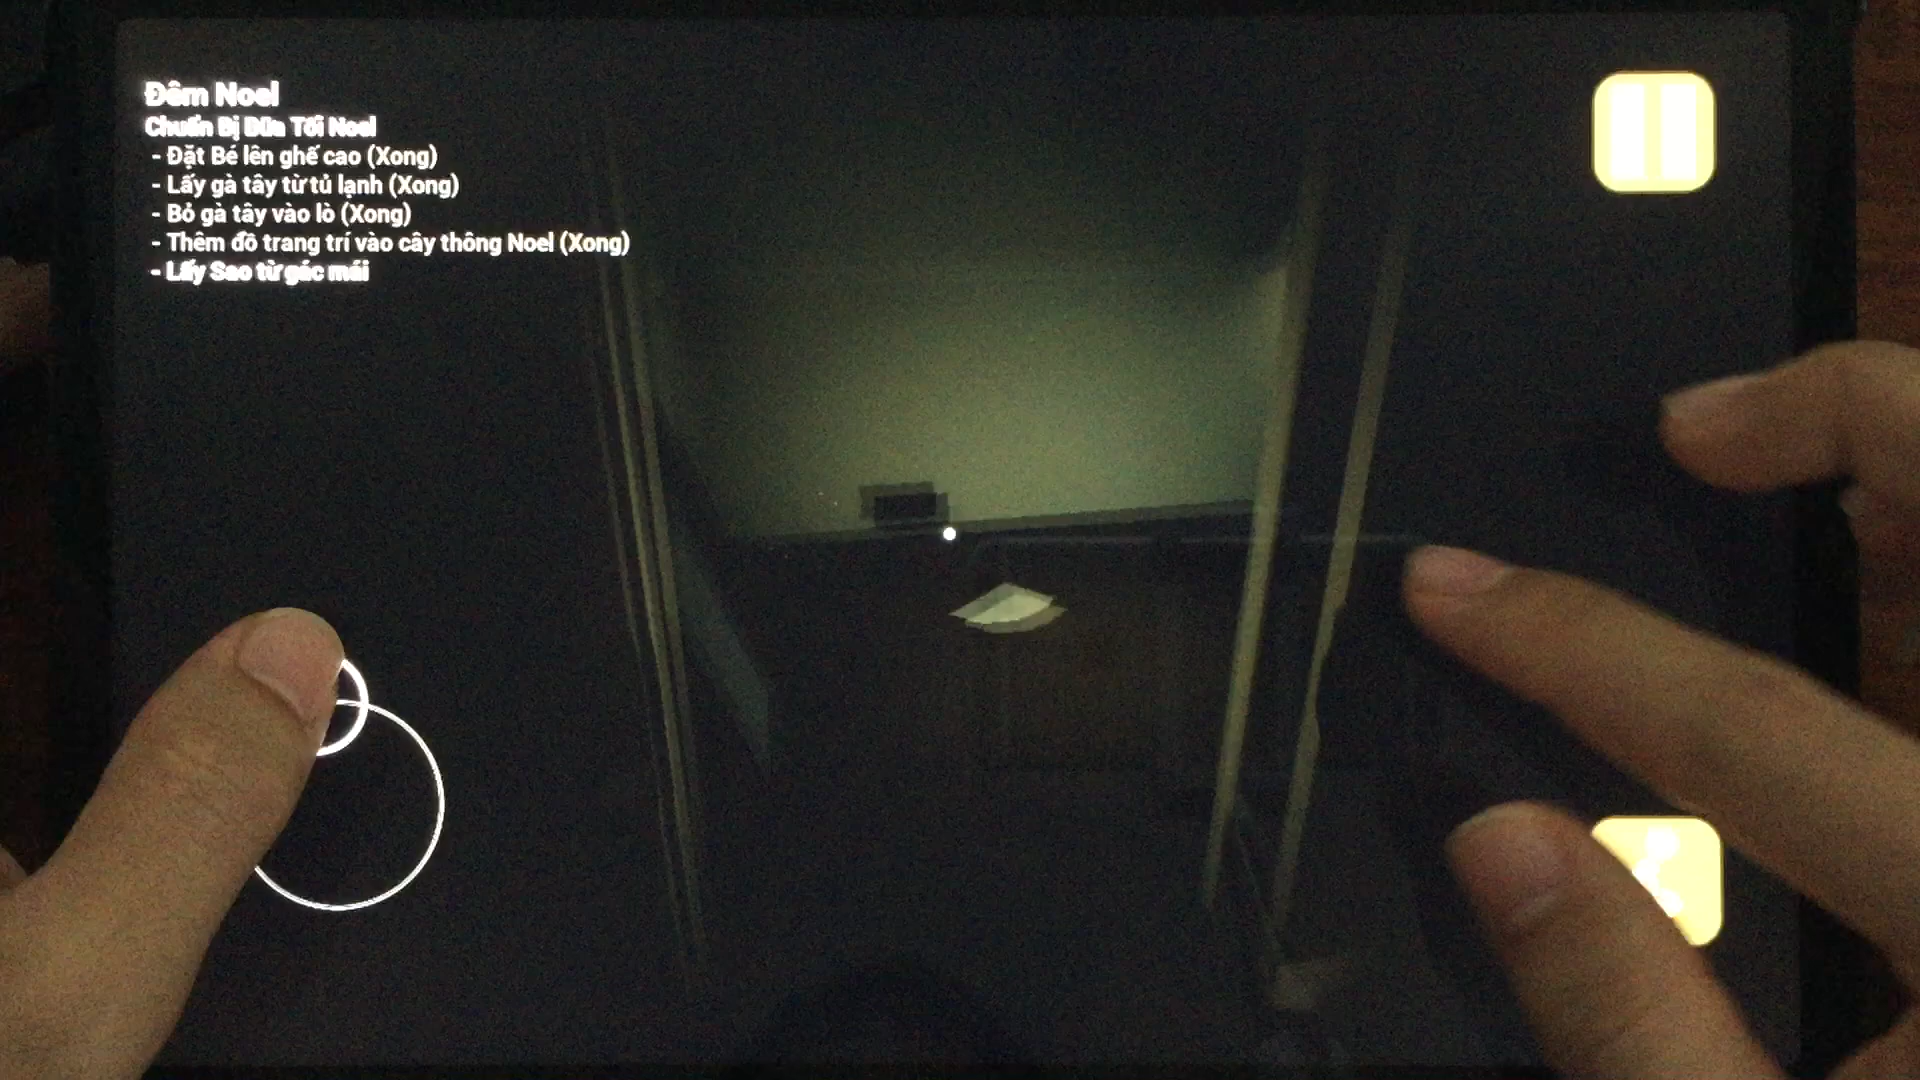 Đêm Noel
Chuẩn Bị Bữa Tối Noel
- Đặt Bé lên ghế cao (Xong)
- Lấy gà tây từ tủ lạnh (Xong)
- Bỏ gà tây vào lò (Xong)
- Thêm đồ trang trí vào cây thông Noel (Xong)
- Lấy Sao từ gác mái